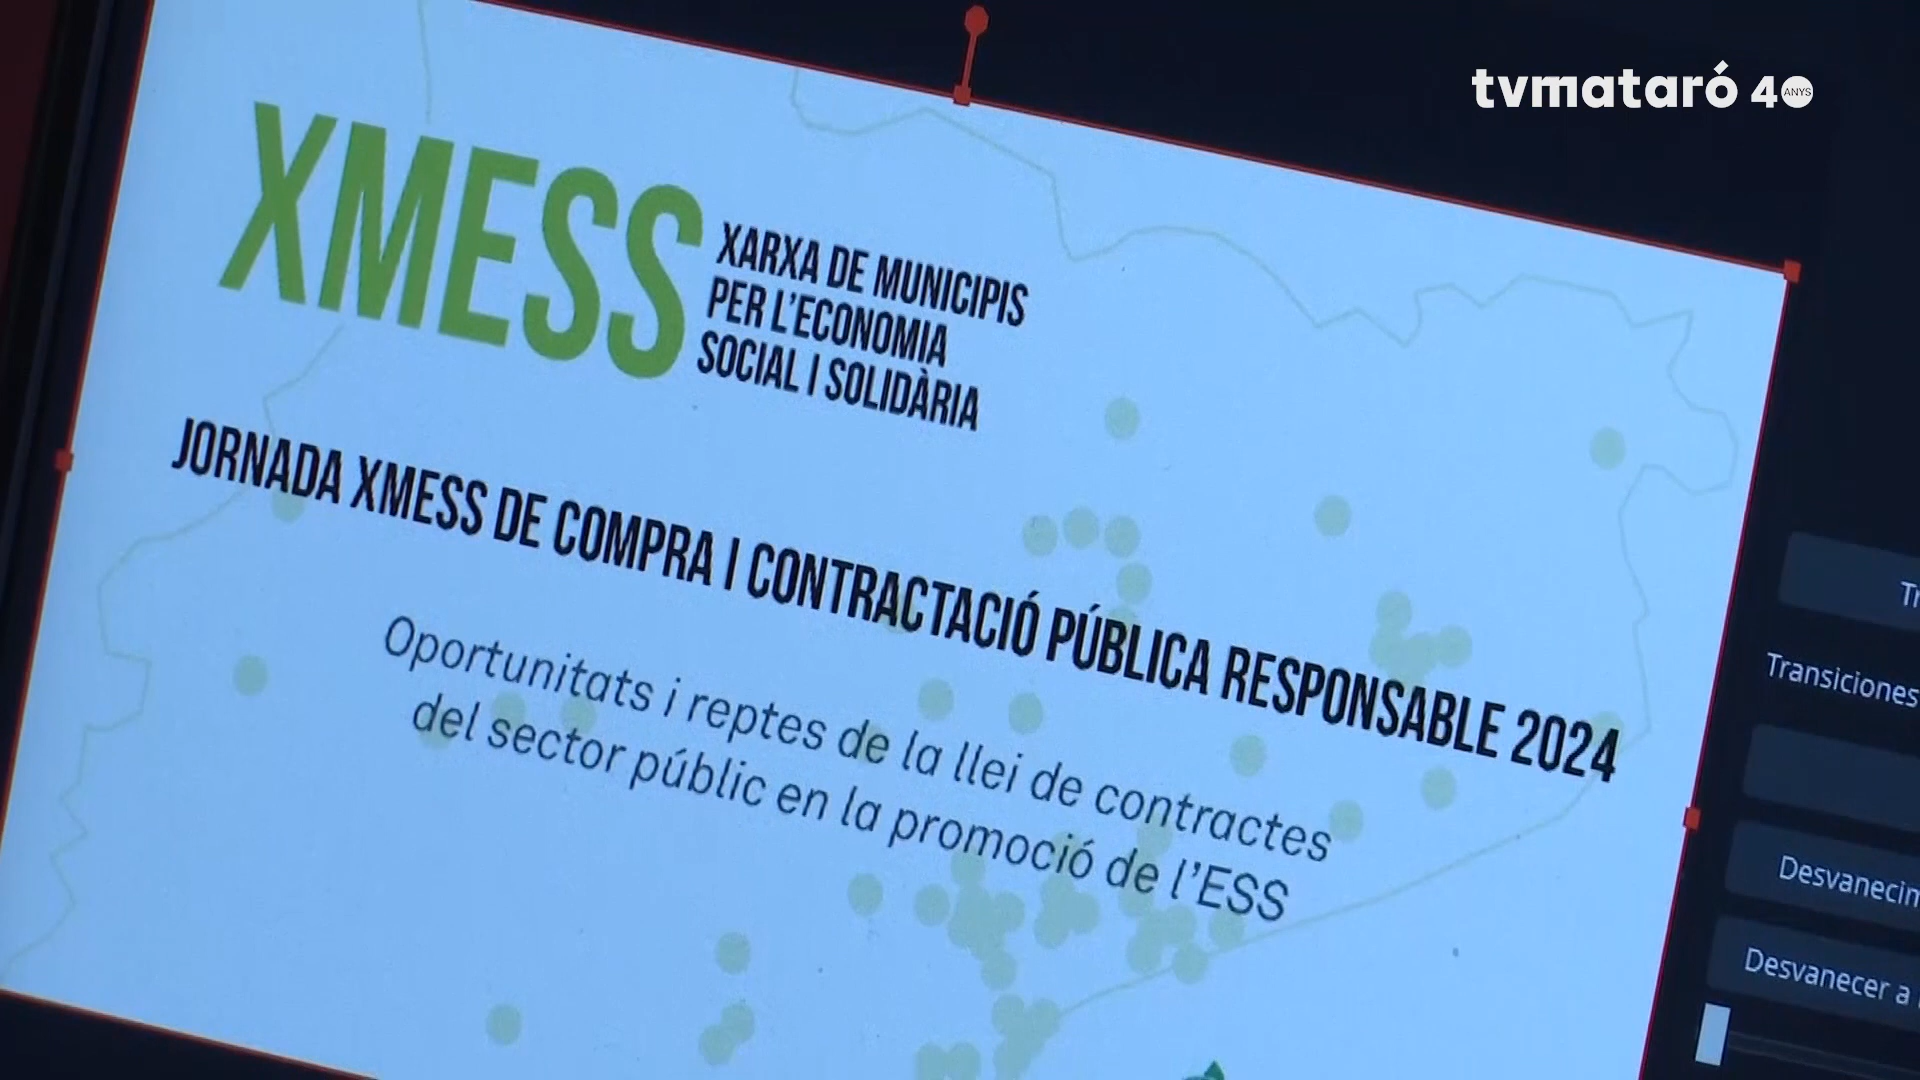 tvmataró 40
ANYS
XMESS
XARXA DE MUNICIPIS
PER L'ECONOMIA
SOCIAL I SOLIDÀRIA
JORNADA XMESS DE COMPRA I CONTRACTACIÓ PÚBLICA RESPONSABLE 2024
Oportunitats i reptes de la llei de contractes
del sector públic en la promoció de l'ESS
Transiciones
Desvanecer a